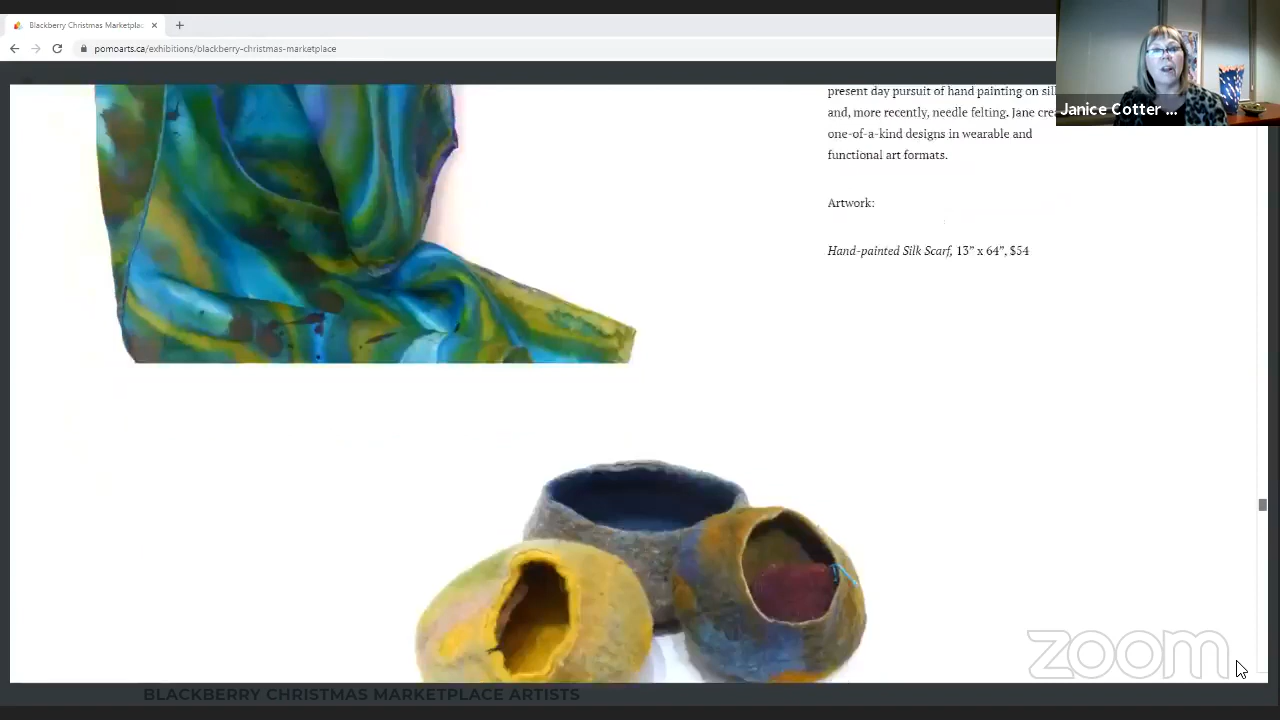 Blackberry Christmas Marketplac
pomoarts.ca/exhibitions/blackberry-christmas-marketplace
Janice Cotter ...
present day pursuit of hand painting on sil
and, more recently, needle felting. Jane cre
one-of-a-kind designs in wearable and
functional art formats.
Artwork:
Hand-painted Silk Scarf, 13” x 64”, $54
zoom
BLACKBERRY CHRISTMAS MARKETPLACE ARTISTS